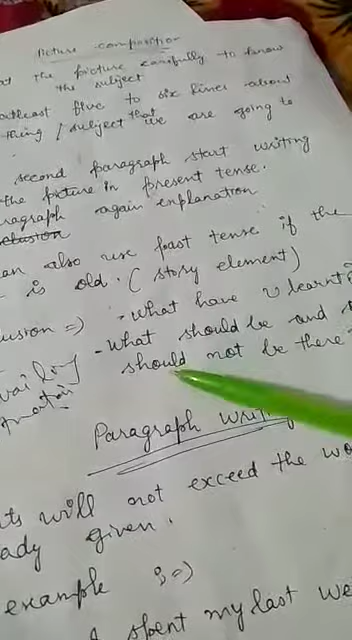 Picture composition
at the picture carefully to know
the subject
atleast five to six lines about
thing / subject that we are going to
second paragraph start writing
the picture in present tense.
ragraph again explanation
an also use past tense if the
is old. (story element)
usion => - What have U learnt?
- What should be and
should not be there?
Paragraph Writing
ts will not exceed the wo
ady given.
example :=>
I spent my last we